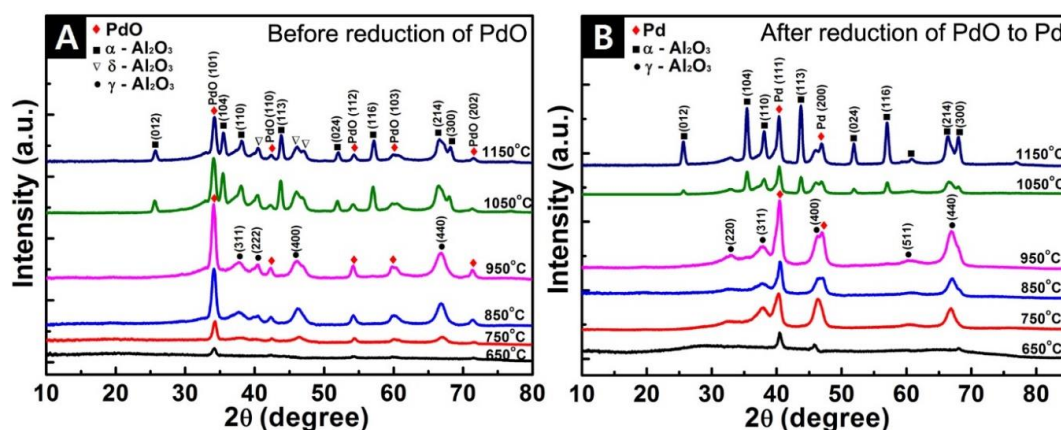 A
Before reduction of PdO
♦ PdO
■ α - Al₂O₃
▽ δ - Al₂O₃
● γ - Al₂O₃
(012)
PdO (101)
(104)
(110)
PdO (110)
(113)
(024)
PdO (112)
(116)
PdO (103)
(214)
(300)
PdO (202)
1150°C
1050°C
(311)
(222)
(400)
(440)
950°C
850°C
750°C
650°C
Intensity (a.u.)
10 20 30 40 50 60 70 80
2θ (degree)
B
After reduction of PdO to Pd
♦ Pd
■ α - Al₂O₃
● γ - Al₂O₃
(012)
(104)
(110)
Pd (111)
(113)
Pd (200)
(024)
(116)
(214)
(300)
1150°C
1050°C
(220)
(311)
(400)
(511)
(440)
950°C
850°C
750°C
650°C
Intensity (a.u.)
10 20 30 40 50 60 70 80
2θ (degree)